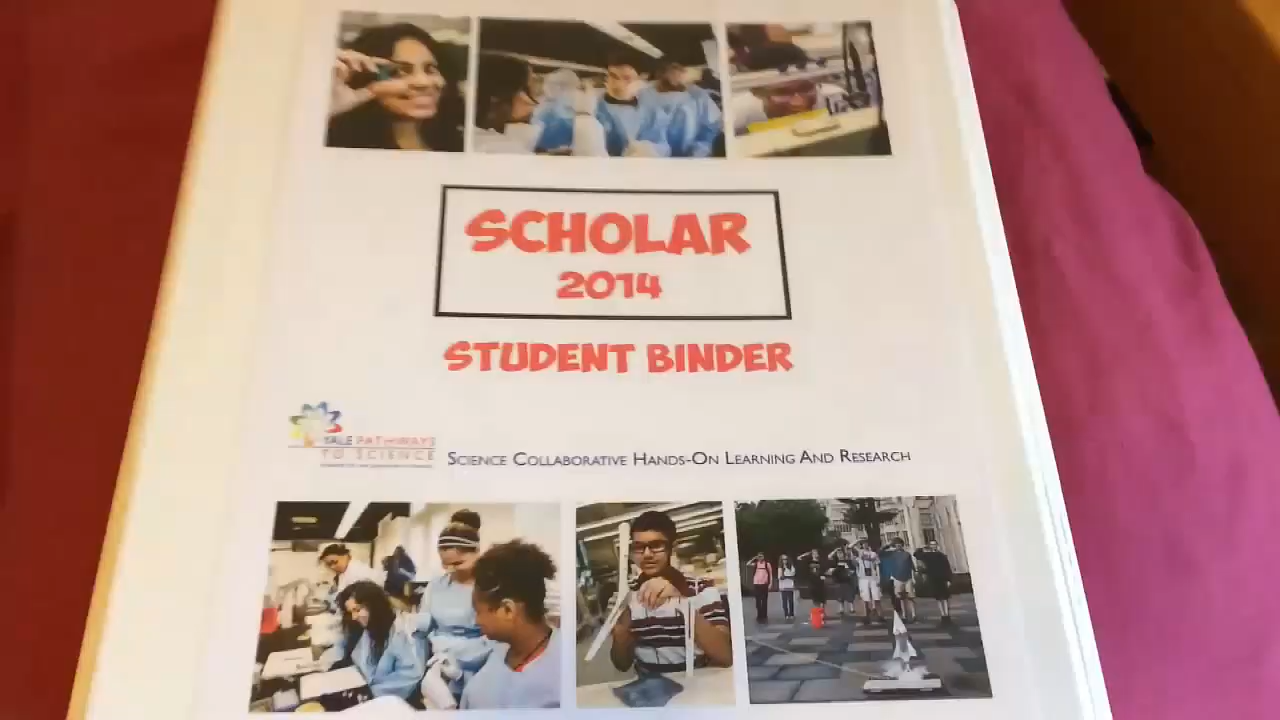 SCHOLAR
2014
STUDENT BINDER
YALE PATHWAYS
TO SCIENCE
SCIENCE COLLABORATIVE HANDS-ON LEARNING AND RESEARCH